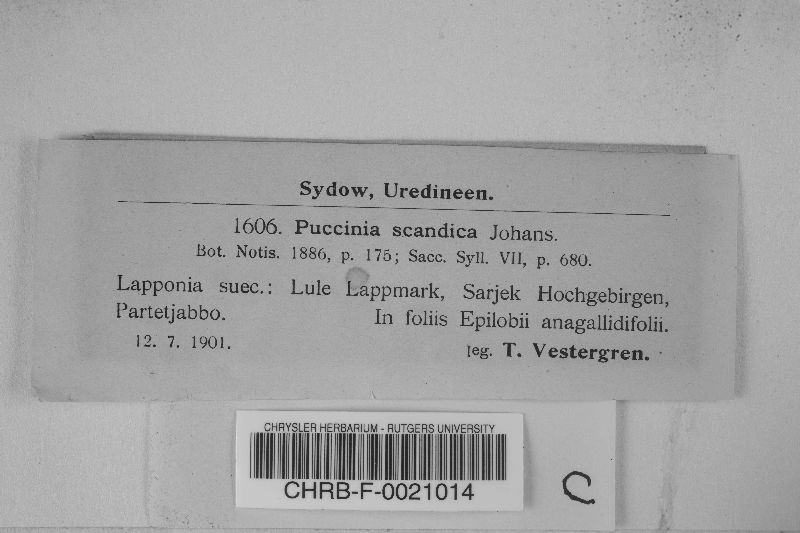 Sydow, Uredineen.
1606. Puccinia scandica Johans.
Bot. Notis. 1886, p. 175; Sacc. Syll. VII, p. 680.
Lapponia suec.: Lule Lappmark, Sarjek Hochgebirgen,
Partetjabbo. In foliis Epilobii anagallidifolii.
12. 7. 1901. leg. T. Vestergren.
CHRYSLER HERBARIUM - RUTGERS UNIVERSITY
CHRB-F-0021014
C